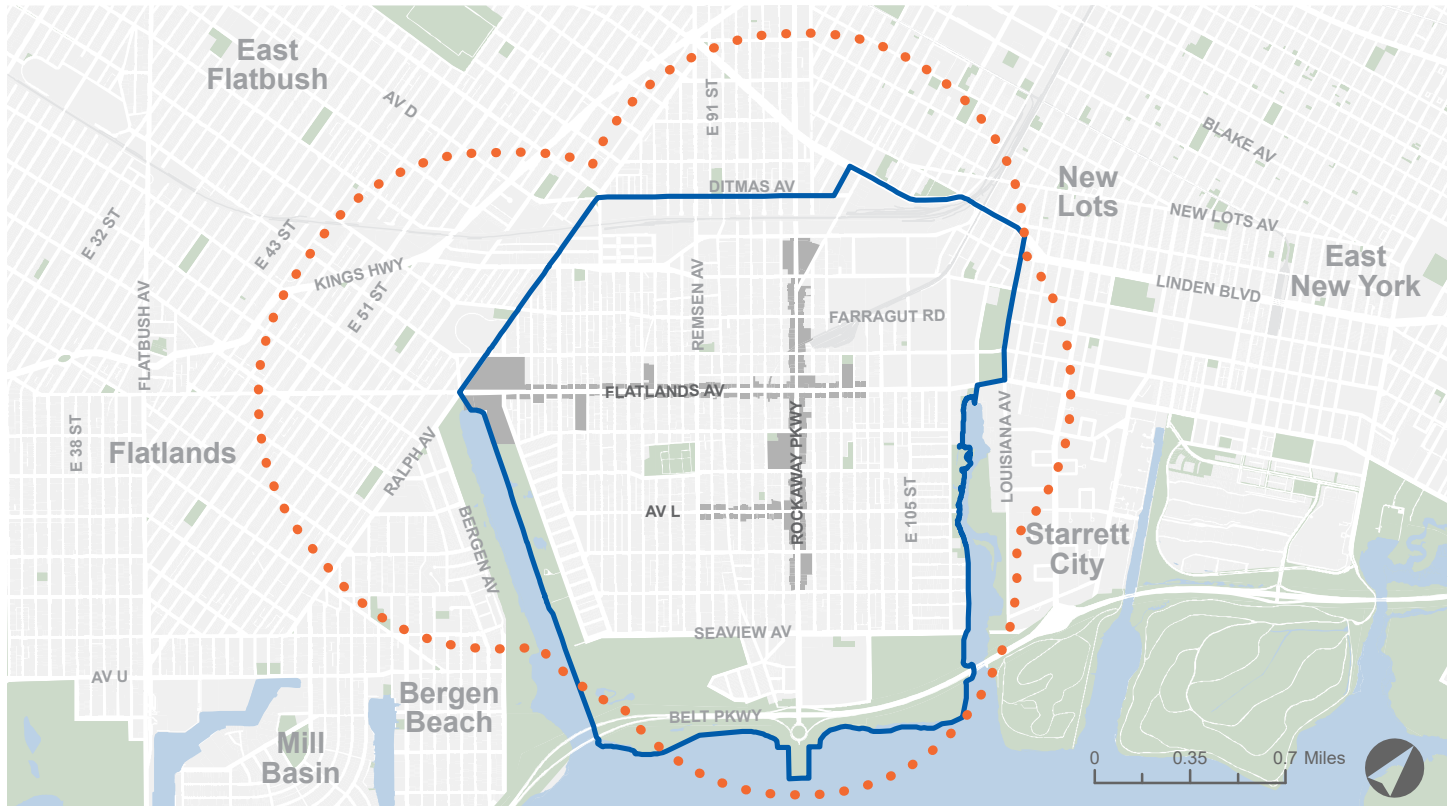 East
Flatbush
AV D
E 91 ST
BLAKE AV
New
Lots
DITMAS AV
NEW LOTS AV
E 32 ST
E 43 ST
KINGS HWY
East
New York
LINDEN BLVD
FLATBUSH AV
E 51 ST
REMSEN AV
FARRAGUT RD
FLATLANDS AV
E 38 ST
Flatlands
RALPH AV
ROCKAWAY PKWY
LOUISIANA AV
AV L
E 105 ST
BERGEN AV
Starrett
City
SEAVIEW AV
AV U
Bergen
Beach
BELT PKWY
Mill
Basin
0 0.35 0.7 Miles